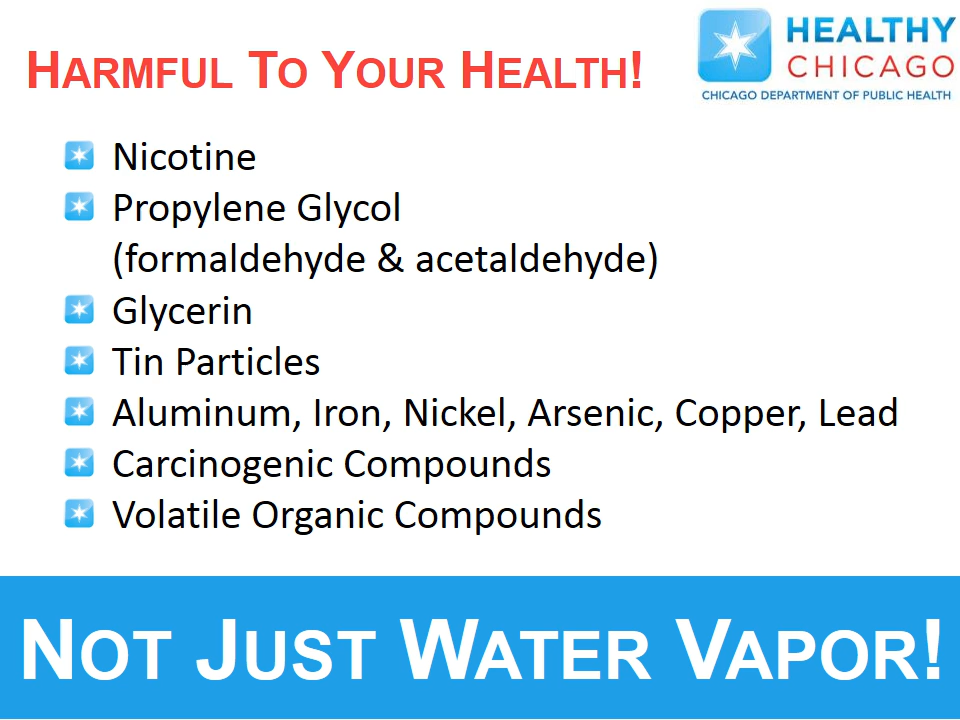 HARMFUL TO YOUR HEALTH!
HEALTHY
CHICAGO
CHICAGO DEPARTMENT OF PUBLIC HEALTH
Nicotine
Propylene Glycol
(formaldehyde & acetaldehyde)
Glycerin
Tin Particles
Aluminum, Iron, Nickel, Arsenic, Copper, Lead
Carcinogenic Compounds
Volatile Organic Compounds
NOT JUST WATER VAPOR!